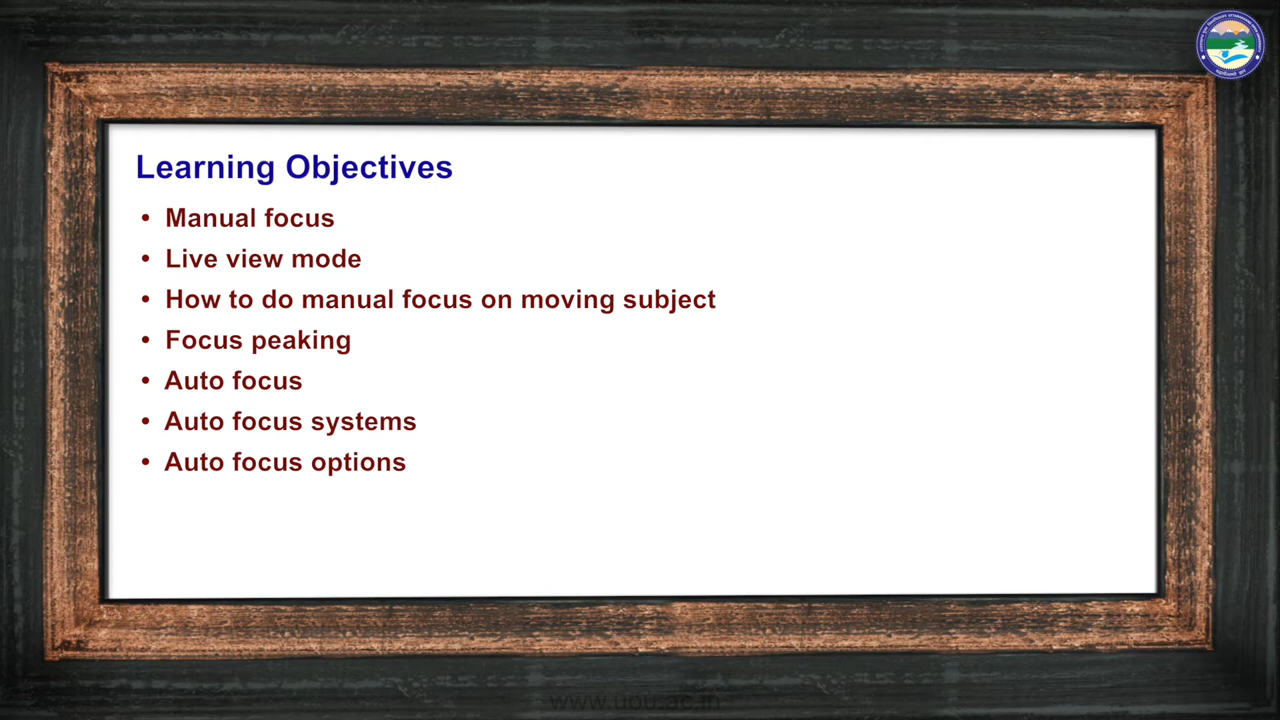 Learning Objectives
• Manual focus
• Live view mode
• How to do manual focus on moving subject
• Focus peaking
• Auto focus
• Auto focus systems
• Auto focus options
www.uou.ac.in